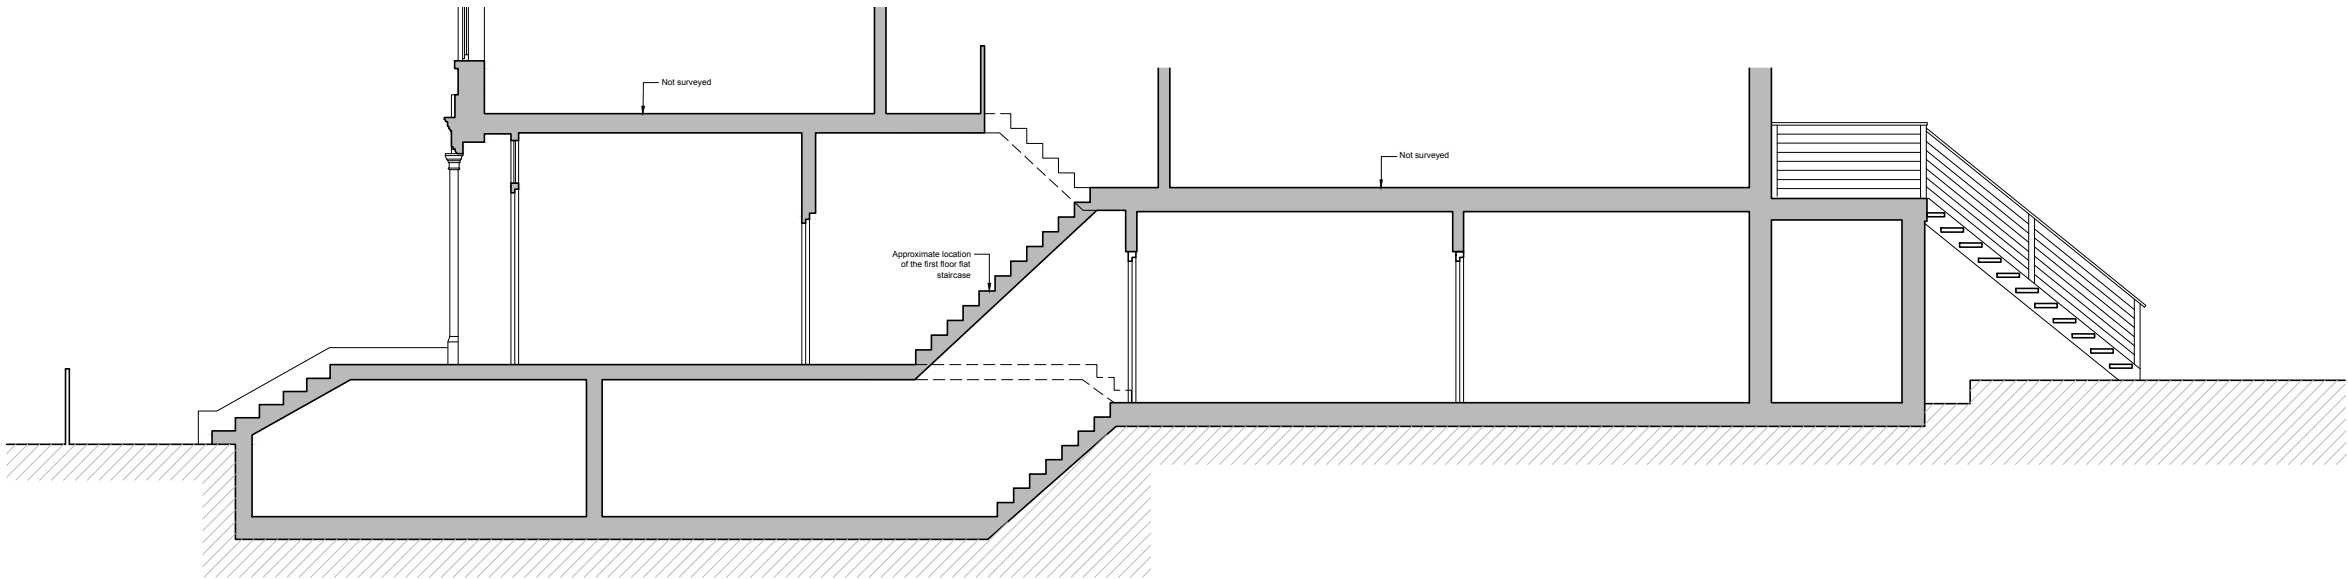 Not surveyed
Not surveyed
Approximate location
of the first floor flat
staircase